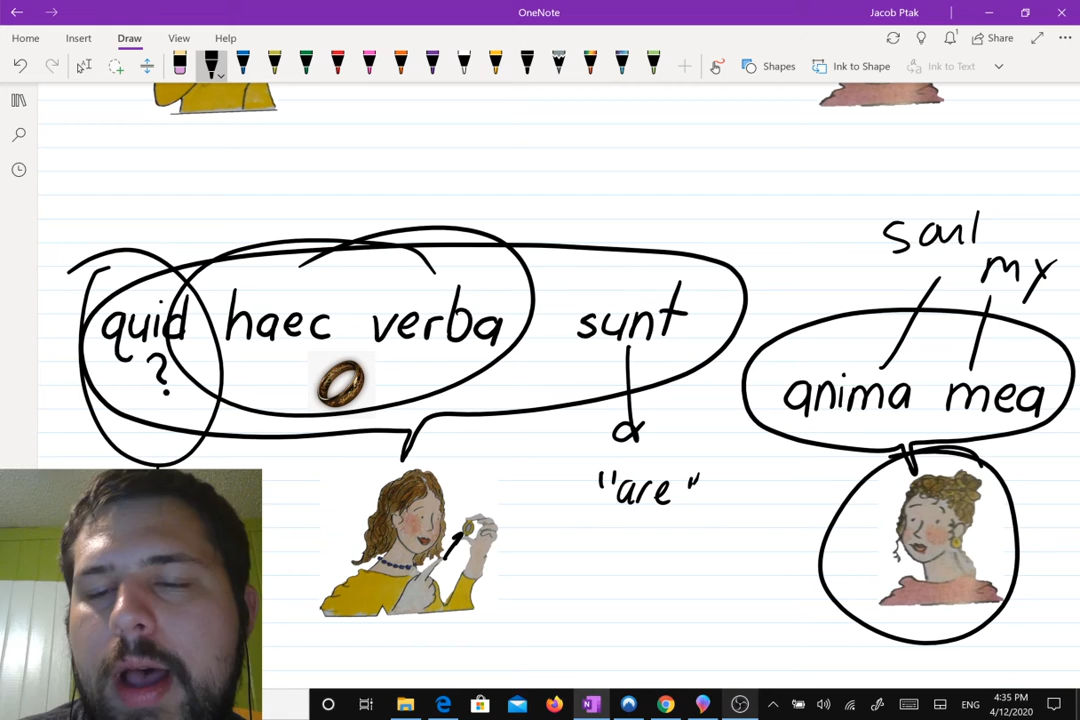 OneNote
Jacob Ptak
Home Insert Draw View Help
Share
Shapes Ink to Shape Ink to Text
soul
my
quid haec verba sunt
?
anima mea
"are"
ENG
4:35 PM
4/12/2020